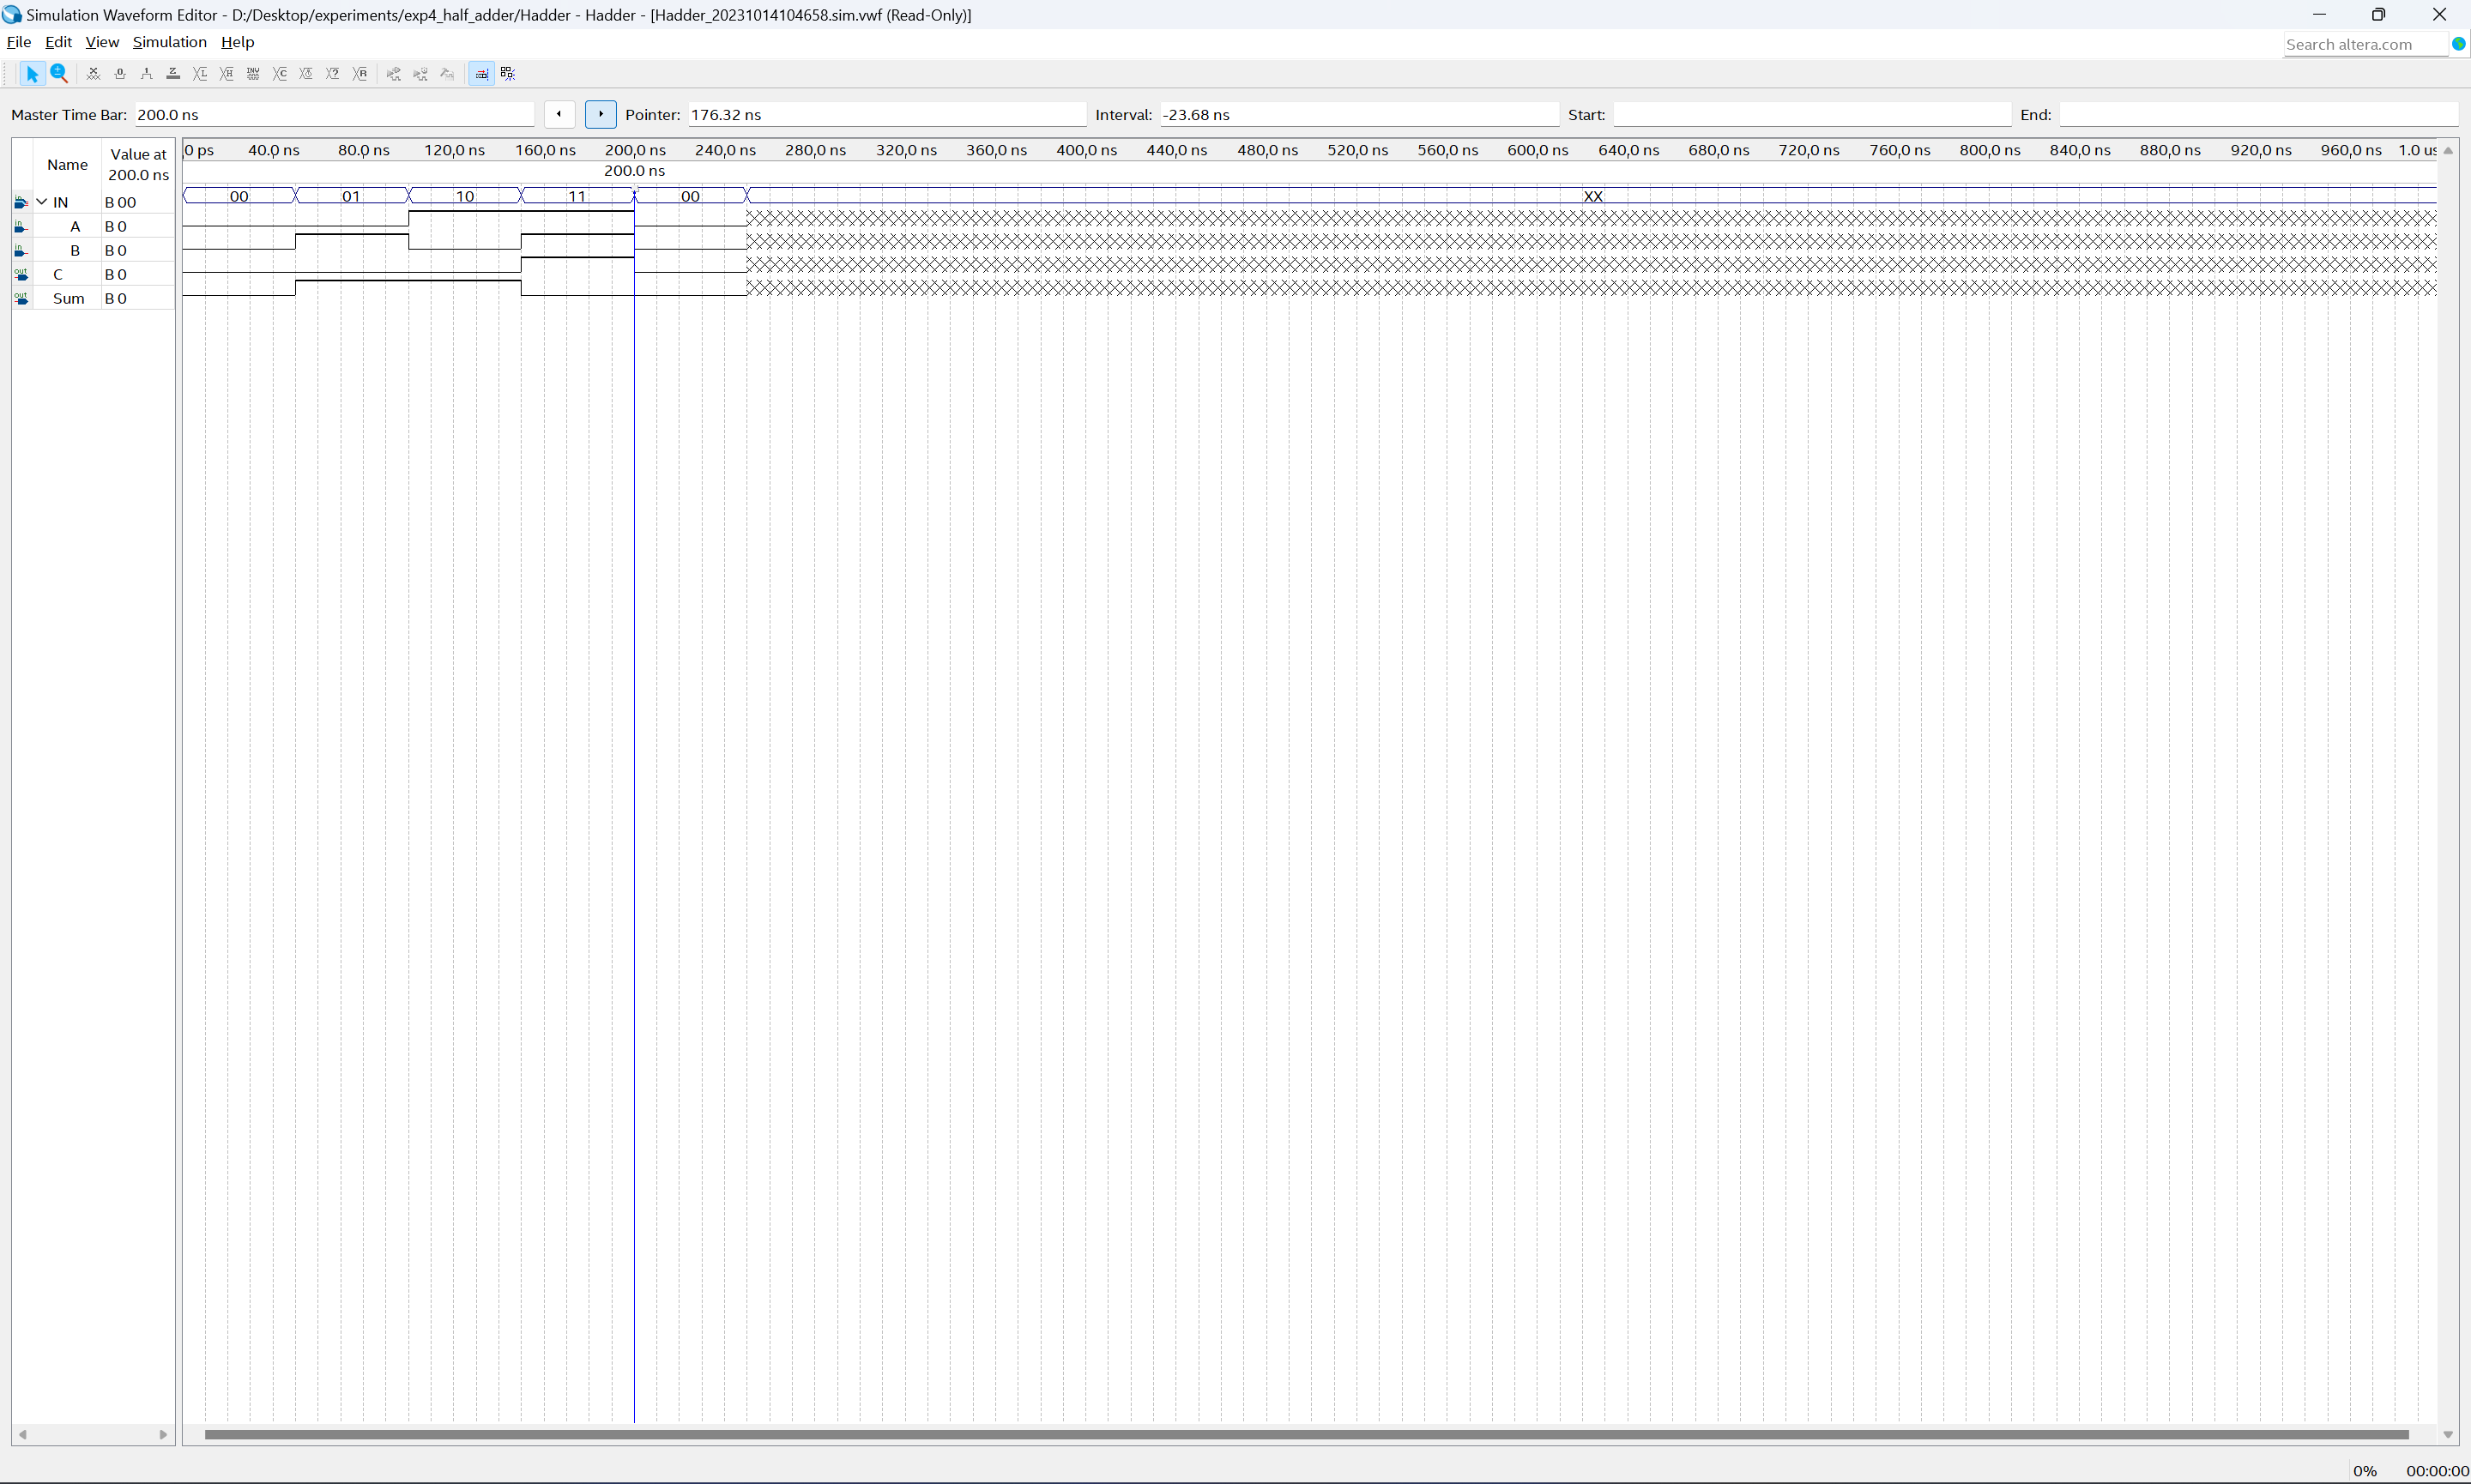 Simulation Waveform Editor - D:/Desktop/experiments/exp4_half_adder/Hadder - Hadder - [Hadder_20231014104658.sim.vwf (Read-Only)]
File Edit View Simulation Help
Search altera.com
Master Time Bar: 200.0 ns Pointer: 176.32 ns Interval: -23.68 ns Start: End:
Name Value at 200.0 ns
0 ps 40.0 ns 80.0 ns 120.0 ns 160.0 ns 200.0 ns 240.0 ns 280.0 ns 320.0 ns 360.0 ns 400.0 ns 440.0 ns 480.0 ns 520.0 ns 560.0 ns 600.0 ns 640.0 ns 680.0 ns 720.0 ns 760.0 ns 800.0 ns 840.0 ns 880.0 ns 920.0 ns 960.0 ns 1.0 us
200.0 ns
IN B 00 00 01 10 11 00 XX
A B 0
B B 0
C B 0
Sum B 0
0% 00:00:00